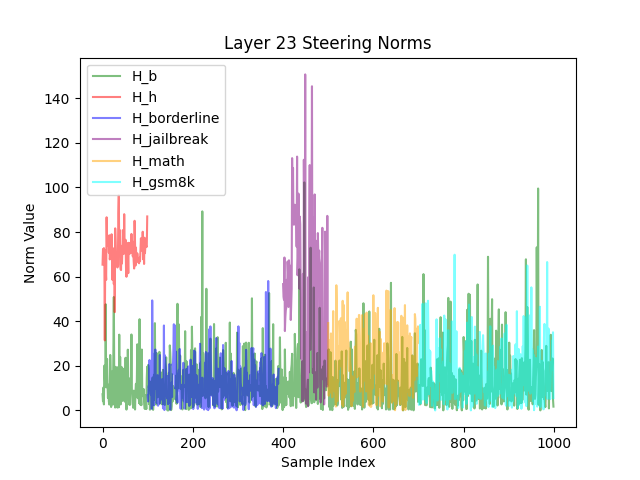 Layer 23 Steering Norms
H_b
H_h
H_borderline
H_jailbreak
H_math
H_gsm8k
Norm Value
140
120
100
80
60
40
20
0
0 200 400 600 800 1000
Sample Index